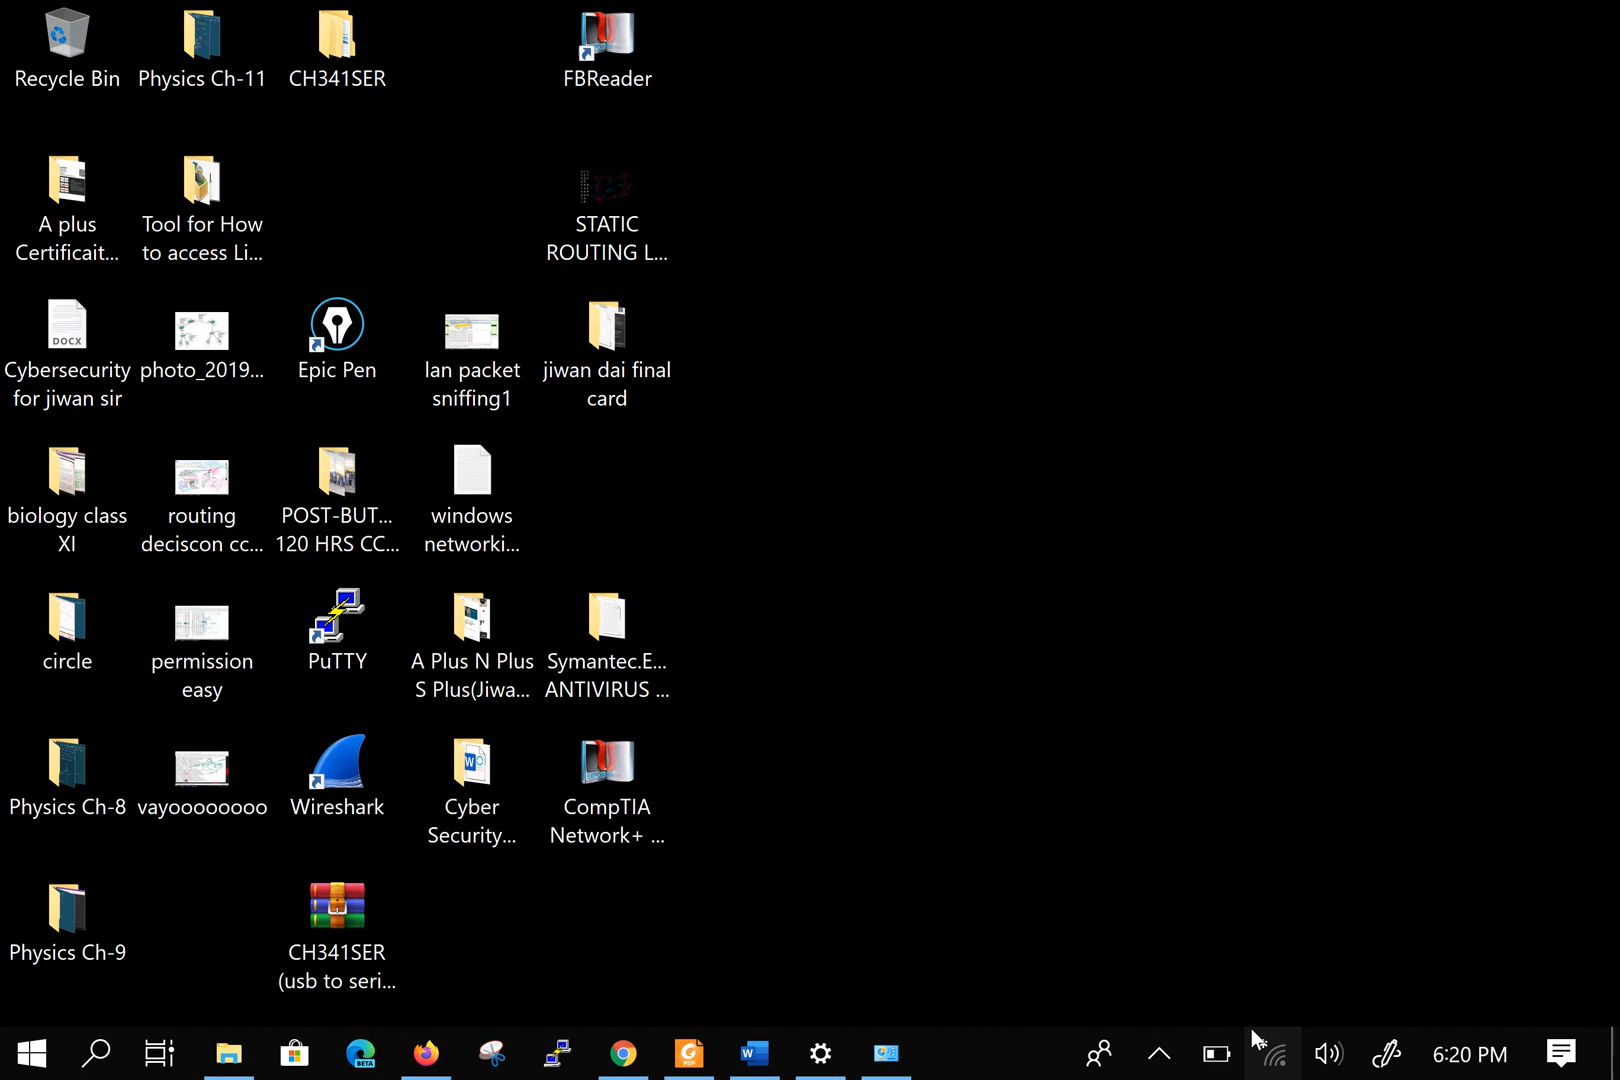 Recycle Bin
Physics Ch-11
CH341SER
FBReader
A plus
Certificait...
Tool for How
to access Li...
STATIC
ROUTING L...
DOCX
Cybersecurity
for jiwan sir
photo_2019...
Epic Pen
lan packet
sniffing1
jiwan dai final
card
biology class
XI
routing
deciscon cc...
POST-BUT...
120 HRS CC...
windows
networki...
circle
permission
easy
PuTTY
A Plus N Plus
S Plus(Jiwa...
Symantec.E...
ANTIVIRUS ...
Physics Ch-8
vayoooooooo
Wireshark
Cyber
Security...
CompTIA
Network+ ...
Physics Ch-9
CH341SER
(usb to seri...
BETA
PDF
W
6:20 PM